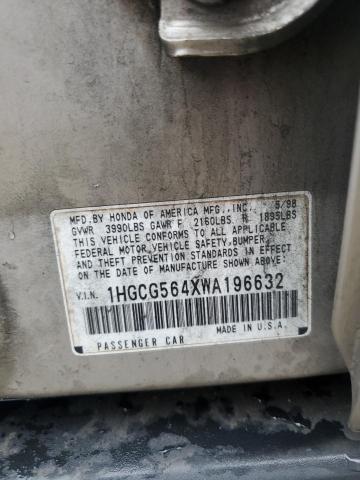 MFD.BY HONDA OF AMERICA MFG.,INC. 5/98
GVWR 3990LBS GAWR F 2160LBS R 1895LBS
THIS VEHICLE CONFORMS TO ALL APPLICABLE
FEDERAL MOTOR VEHICLE SAFETY,BUMPER,
AND THEFT PREVENTION STANDARDS IN EFFECT
ON THE DATE OF MANUFACTURE SHOWN ABOVE.
V.I.N. 1HGCG564XWA196632
PASSENGER CAR MADE IN U.S.A.